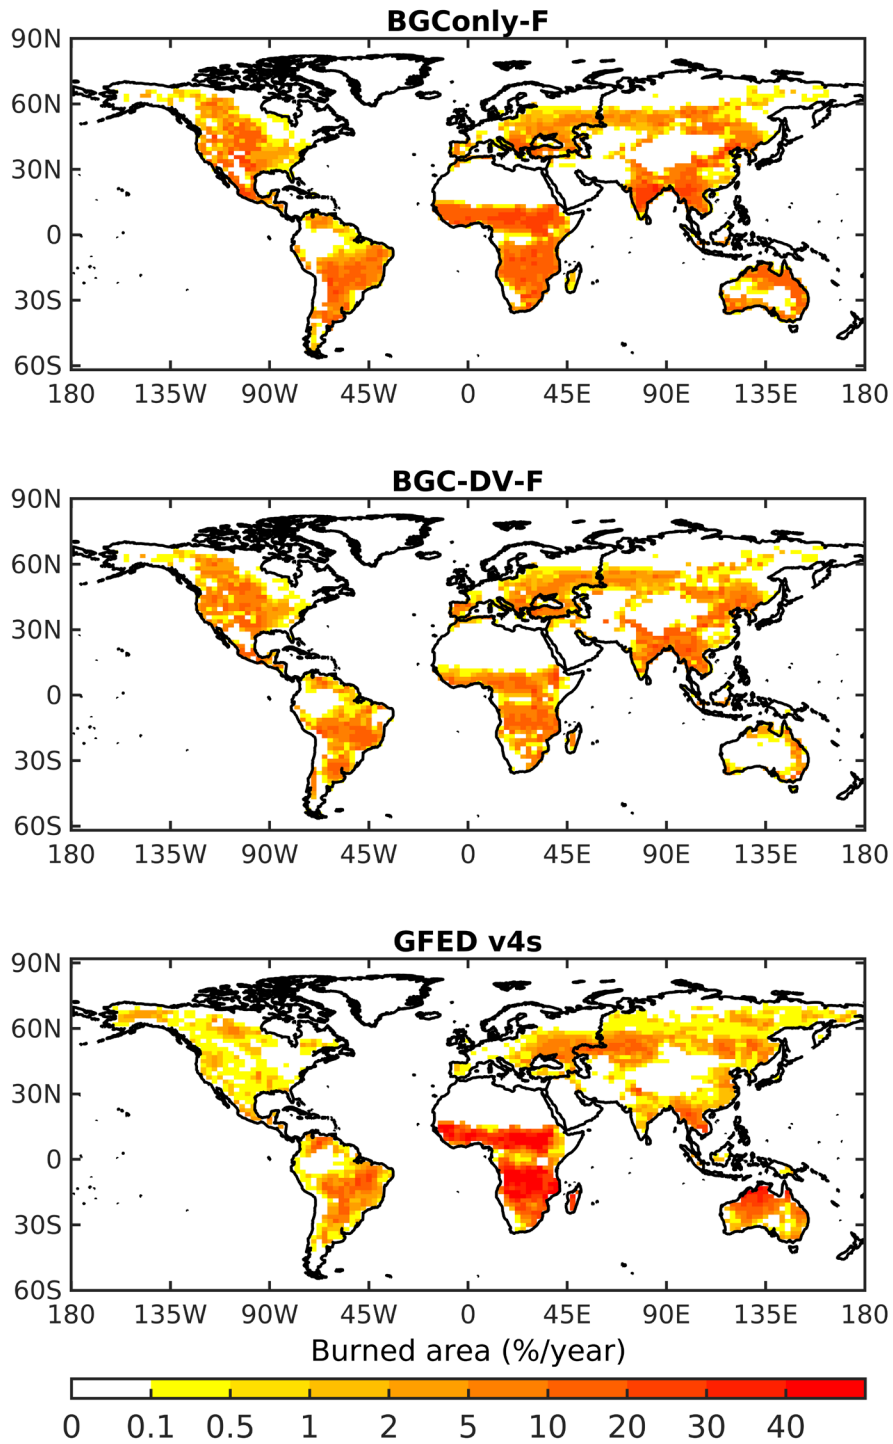 BGConly-F
90N
60N
30N
0
30S
60S
180 135W 90W 45W 0 45E 90E 135E 180
BGC-DV-F
90N
60N
30N
0
30S
60S
180 135W 90W 45W 0 45E 90E 135E 180
GFED v4s
90N
60N
30N
0
30S
60S
180 135W 90W 45W 0 45E 90E 135E 180
Burned area (%/year)
0 0.1 0.5 1 2 5 10 20 30 40